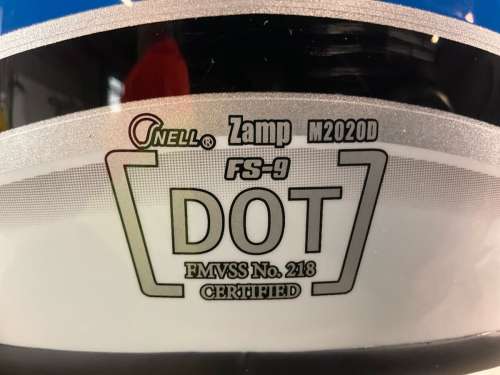 SNELL® Zamp M2020D
FS-9
DOT
FMVSS No. 218
CERTIFIED